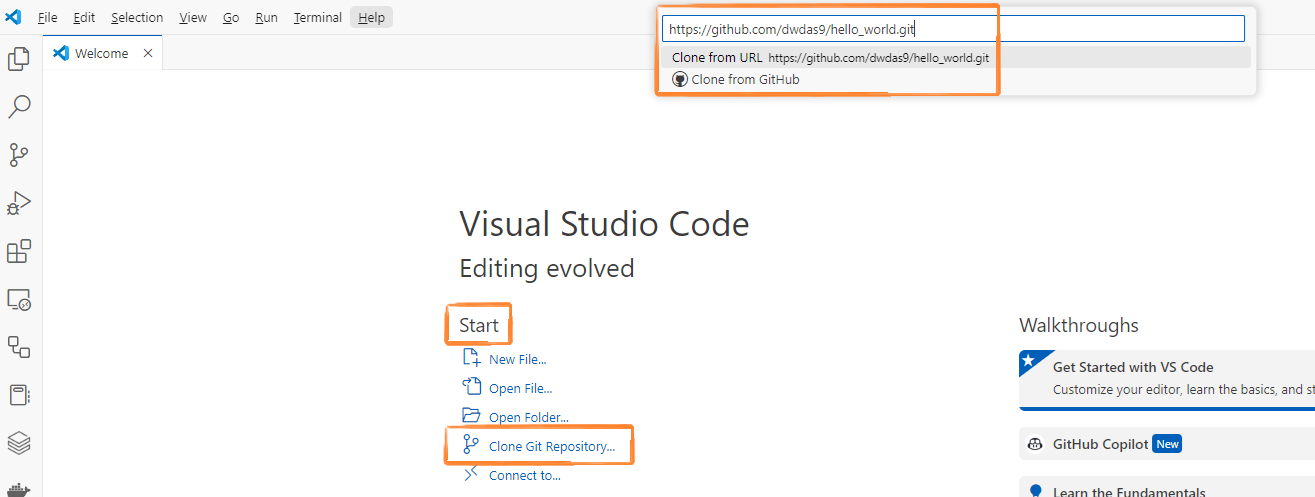 File Edit Selection View Go Run Terminal Help
https://github.com/dwdas9/hello_world.git
Clone from URL https://github.com/dwdas9/hello_world.git
Clone from GitHub
Welcome
Visual Studio Code
Editing evolved
Start
New File...
Open File...
Open Folder...
Clone Git Repository...
Connect to...
Walkthroughs
Get Started with VS Code
Customize your editor, learn the basics, and st
GitHub Copilot New
Learn the Fundamentals